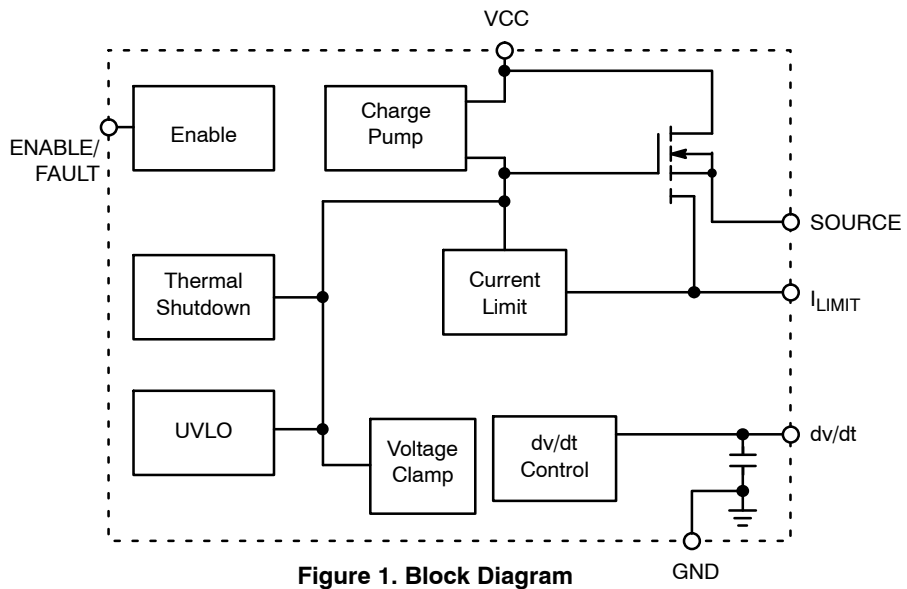 VCC
Enable
Charge
Pump
ENABLE/
FAULT
SOURCE
Thermal
Shutdown
Current
Limit
ILIMIT
UVLO
Voltage
Clamp
dv/dt
Control
dv/dt
GND
Figure 1. Block Diagram